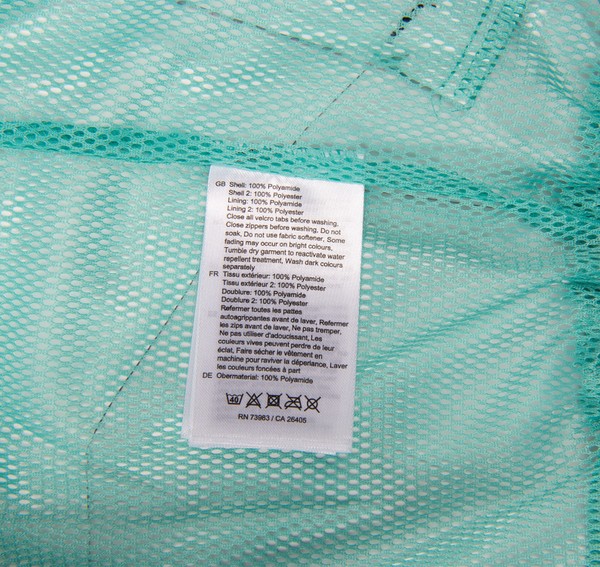 GB Shell: 100% Polyamide
Shell 2: 100% Polyester
Lining: 100% Polyamide
Lining 2: 100% Polyester
Close all velcro tabs before washing,
Close zippers before washing, Do not
soak, Do not use fabric softener, Some
fading may occur on bright colours,
Tumble dry garment to reactivate water
repellent treatment, Wash dark colours
separately
FR Tissu extérieur: 100% Polyamide
Tissu extérieur 2: 100% Polyester
Doublure: 100% Polyamide
Doublure 2: 100% Polyester
Refermer toutes les pattes
autoagrippantes avant de laver, Refermer
les zips avant de laver, Ne pas tremper,
Ne pas utiliser d'adoucissant, Les
couleurs vives peuvent perdre de leur
éclat, Faire sécher le vêtement en
machine pour raviver la déperlance, Laver
les couleurs foncées à part
DE Obermaterial: 100% Polyamide
40
RN 73983 / CA 26405